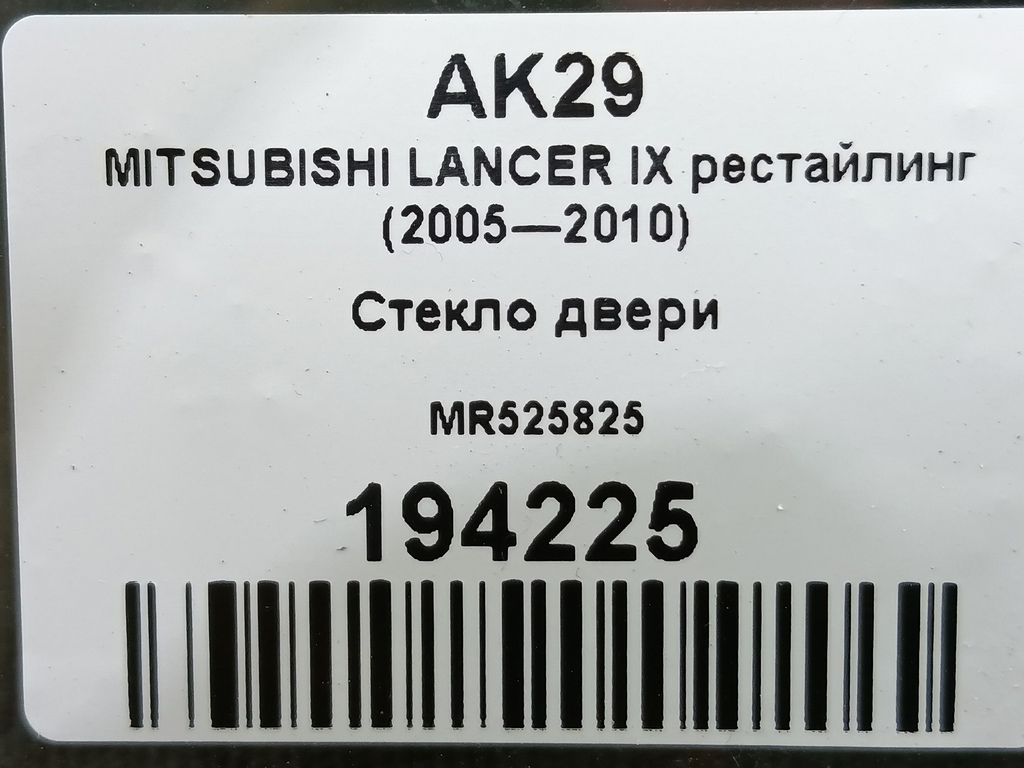 AK29
MITSUBISHI LANCER IX рестайлинг
(2005—2010)
Стекло двери
MR525825
194225